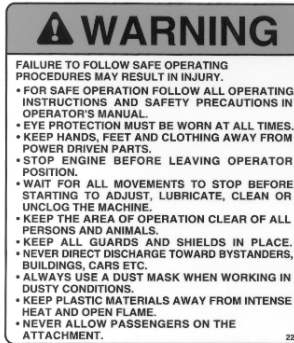 WARNING
FAILURE TO FOLLOW SAFE OPERATING
PROCEDURES MAY RESULT IN INJURY.
• FOR SAFE OPERATION FOLLOW ALL OPERATING
INSTRUCTIONS AND SAFETY PRECAUTIONS IN
OPERATOR'S MANUAL.
• EYE PROTECTION MUST BE WORN AT ALL TIMES.
• KEEP HANDS, FEET AND CLOTHING AWAY FROM
POWER DRIVEN PARTS.
• STOP ENGINE BEFORE LEAVING OPERATOR
POSITION.
• WAIT FOR ALL MOVEMENTS TO STOP BEFORE
STARTING TO ADJUST, LUBRICATE, CLEAN OR
UNCLOG THE MACHINE.
• KEEP THE AREA OF OPERATION CLEAR OF ALL
PERSONS AND ANIMALS.
• KEEP ALL GUARDS AND SHIELDS IN PLACE.
• NEVER DIRECT DISCHARGE TOWARD BYSTANDERS,
BUILDINGS, CARS ETC.
• ALWAYS USE A DUST MASK WHEN WORKING IN
DUSTY CONDITIONS.
• KEEP PLASTIC MATERIALS AWAY FROM INTENSE
HEAT AND OPEN FLAME.
• NEVER ALLOW PASSENGERS ON THE
ATTACHMENT.
22